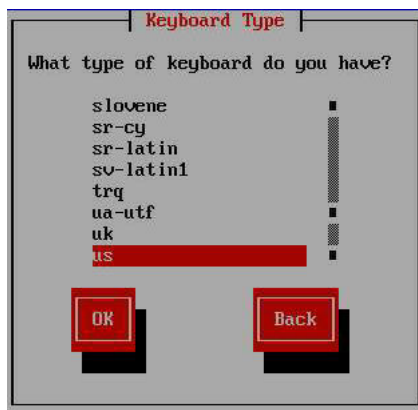 Keyboard Type
What type of keyboard do you have?
slovene
sr-cy
sr-latin
sv-latin1
trq
ua-utf
uk
us
OK
Back